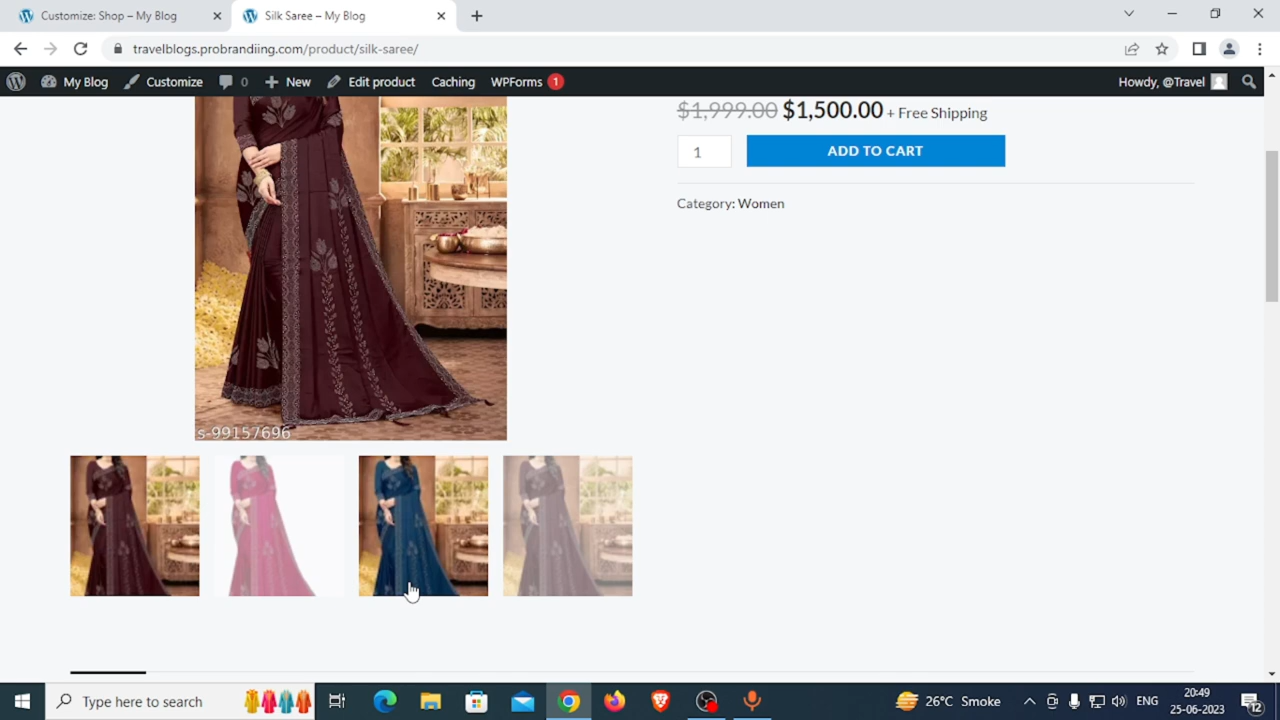 Customize: Shop – My Blog
Silk Saree – My Blog
travelblogs.probrandiing.com/product/silk-saree/
My Blog
Customize
0
New
Edit product
Caching
WPForms 1
Howdy, @Travel
$1,999.00 $1,500.00 + Free Shipping
1
ADD TO CART
Category: Women
s-99157696
Type here to search
26°C Smoke
ENG
20:49
25-06-2023
12